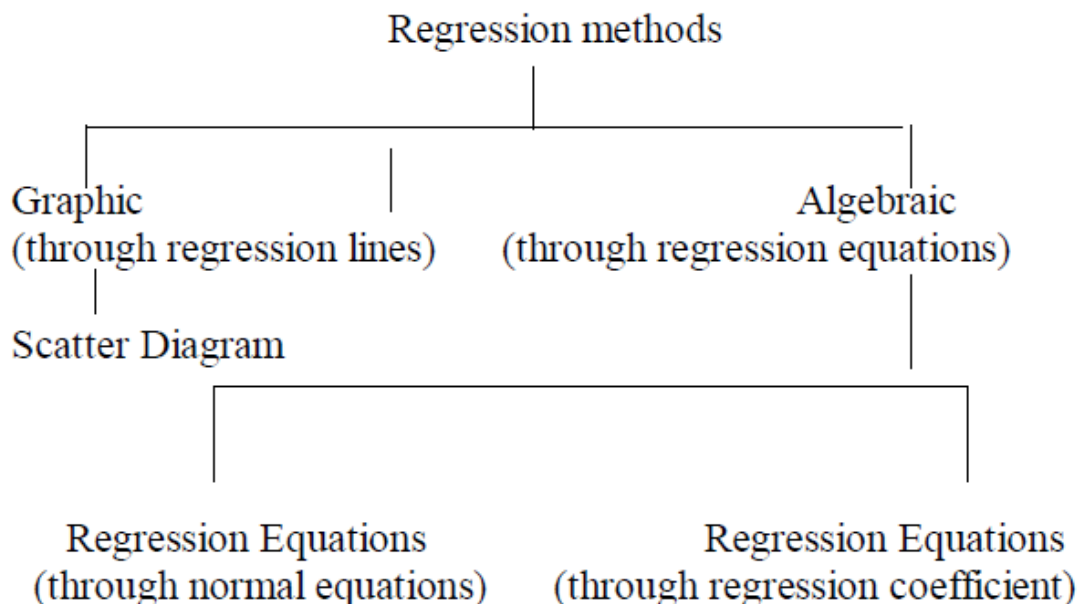 Regression methods
Graphic
Algebraic
(through regression lines)
(through regression equations)
Scatter Diagram
Regression Equations
Regression Equations
(through normal equations)
(through regression coefficient)